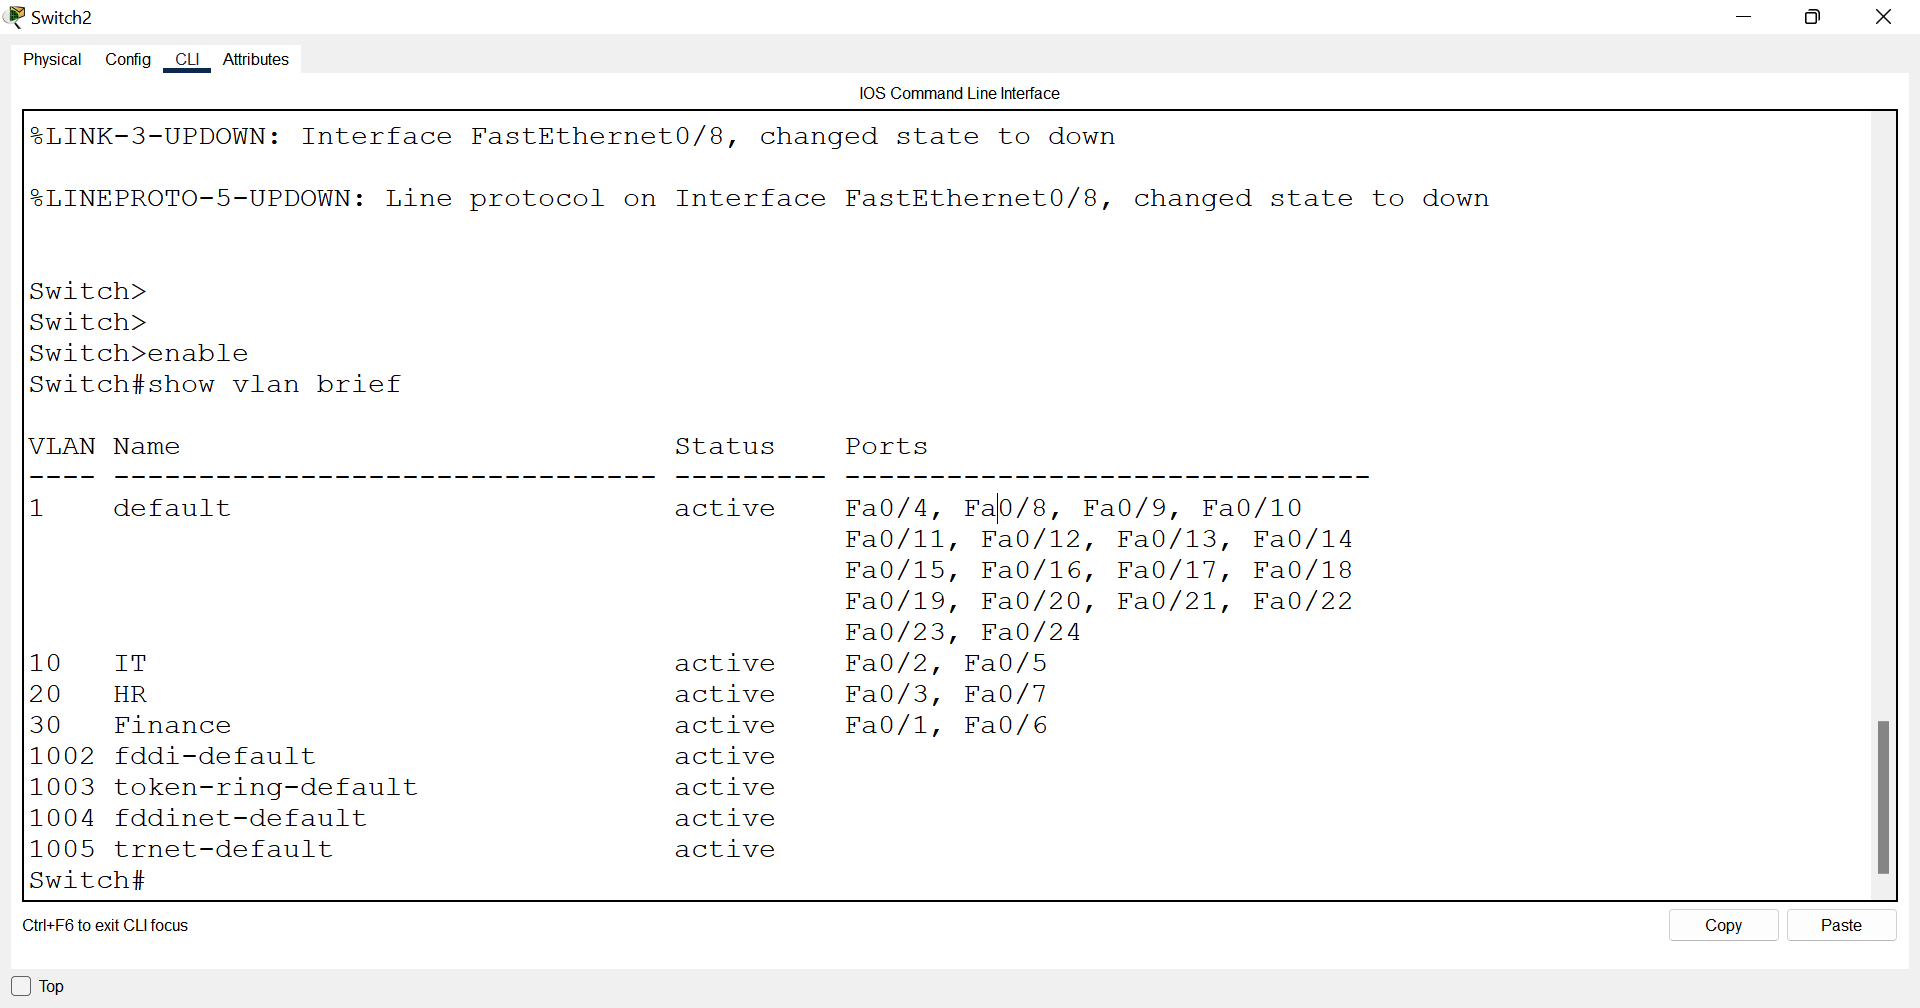 Switch2
Physical Config CLI Attributes
IOS Command Line Interface
%LINK-3-UPDOWN: Interface FastEthernet0/8, changed state to down
%LINEPROTO-5-UPDOWN: Line protocol on Interface FastEthernet0/8, changed state to down
Switch>
Switch>
Switch>enable
Switch#show vlan brief
VLAN Name                             Status    Ports
---- -------------------------------- --------- -------------------------------
1    default                          active    Fa0/4, Fa0/8, Fa0/9, Fa0/10
                                                Fa0/11, Fa0/12, Fa0/13, Fa0/14
                                                Fa0/15, Fa0/16, Fa0/17, Fa0/18
                                                Fa0/19, Fa0/20, Fa0/21, Fa0/22
                                                Fa0/23, Fa0/24
10   IT                               active    Fa0/2, Fa0/5
20   HR                               active    Fa0/3, Fa0/7
30   Finance                          active    Fa0/1, Fa0/6
1002 fddi-default                     active
1003 token-ring-default               active
1004 fddinet-default                  active
1005 trnet-default                    active
Switch#
Ctrl+F6 to exit CLI focus
Copy Paste
Top